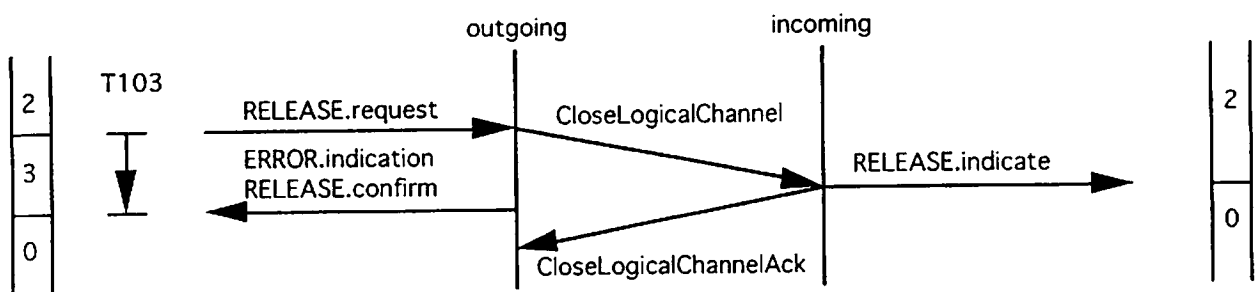 outgoing
incoming
T103
2
RELEASE.request
CloseLogicalChannel
2
3
ERROR.indication
RELEASE.confirm
RELEASE.indicate
0
0
CloseLogicalChannelAck